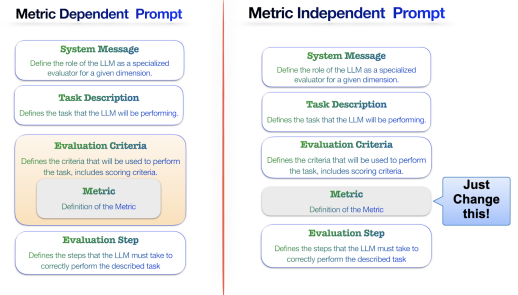 Metric Dependent Prompt
System Message
Define the role of the LLM as a specialized
evaluator for a given dimension.
Task Description
Defines the task that the LLM will be performing.
Evaluation Criteria
Defines the criteria that will be used to perform
the task, includes scoring criteria.
Metric
Definition of the Metric
Evaluation Step
Defines the steps that the LLM must take to
correctly perform the described task
Metric Independent Prompt
System Message
Define the role of the LLM as a specialized
evaluator for a given dimension.
Task Description
Defines the task that the LLM will be performing.
Evaluation Criteria
Defines the criteria that will be used to perform
the task, includes scoring criteria.
Metric
Definition of the Metric
Just
Change
this!
Evaluation Step
Defines the steps that the LLM must take to
correctly perform the described task